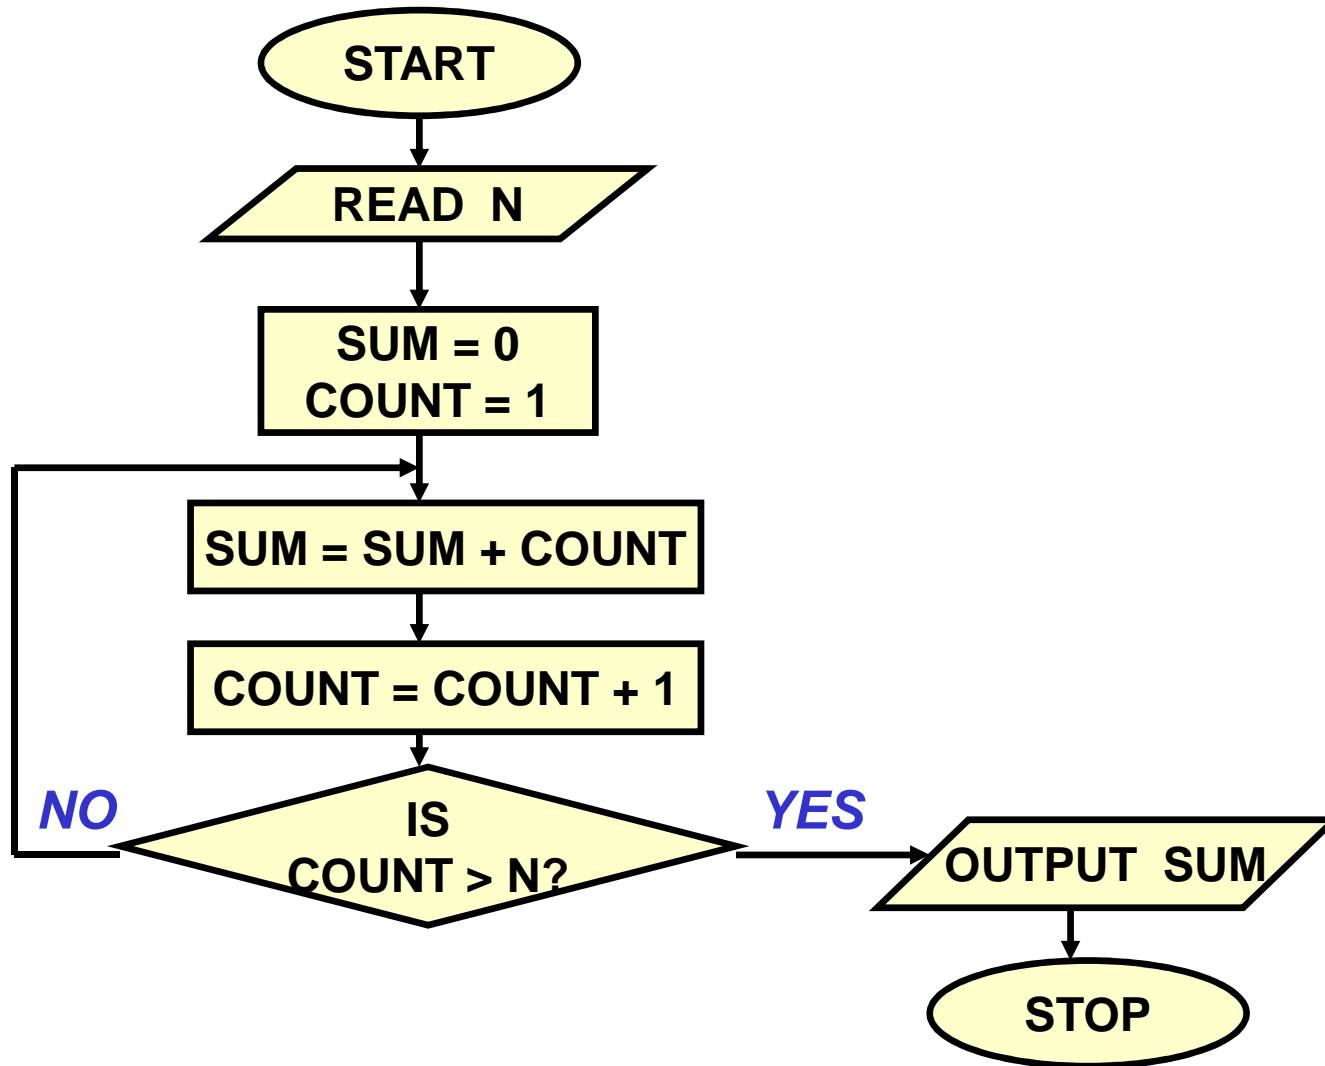 START
READ N
SUM = 0
COUNT = 1
SUM = SUM + COUNT
COUNT = COUNT + 1
IS
COUNT > N?
NO
YES
OUTPUT SUM
STOP